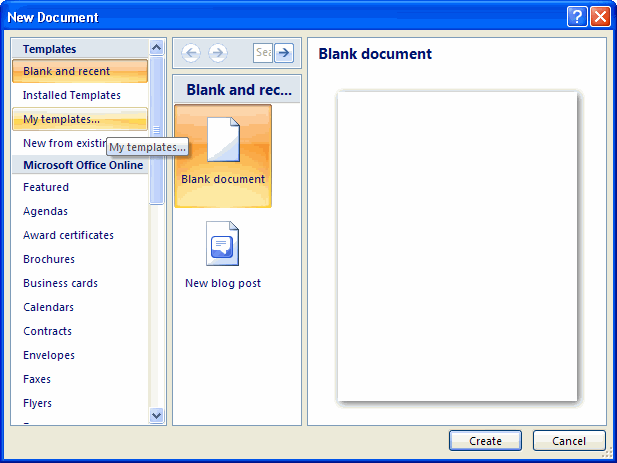 New Document
Templates
Blank and recent
Installed Templates
My templates...
New from existin
My templates...
Microsoft Office Online
Featured
Agendas
Award certificates
Brochures
Business cards
Calendars
Contracts
Envelopes
Faxes
Flyers
Sea
Blank and rec...
Blank document
New blog post
Blank document
Create
Cancel